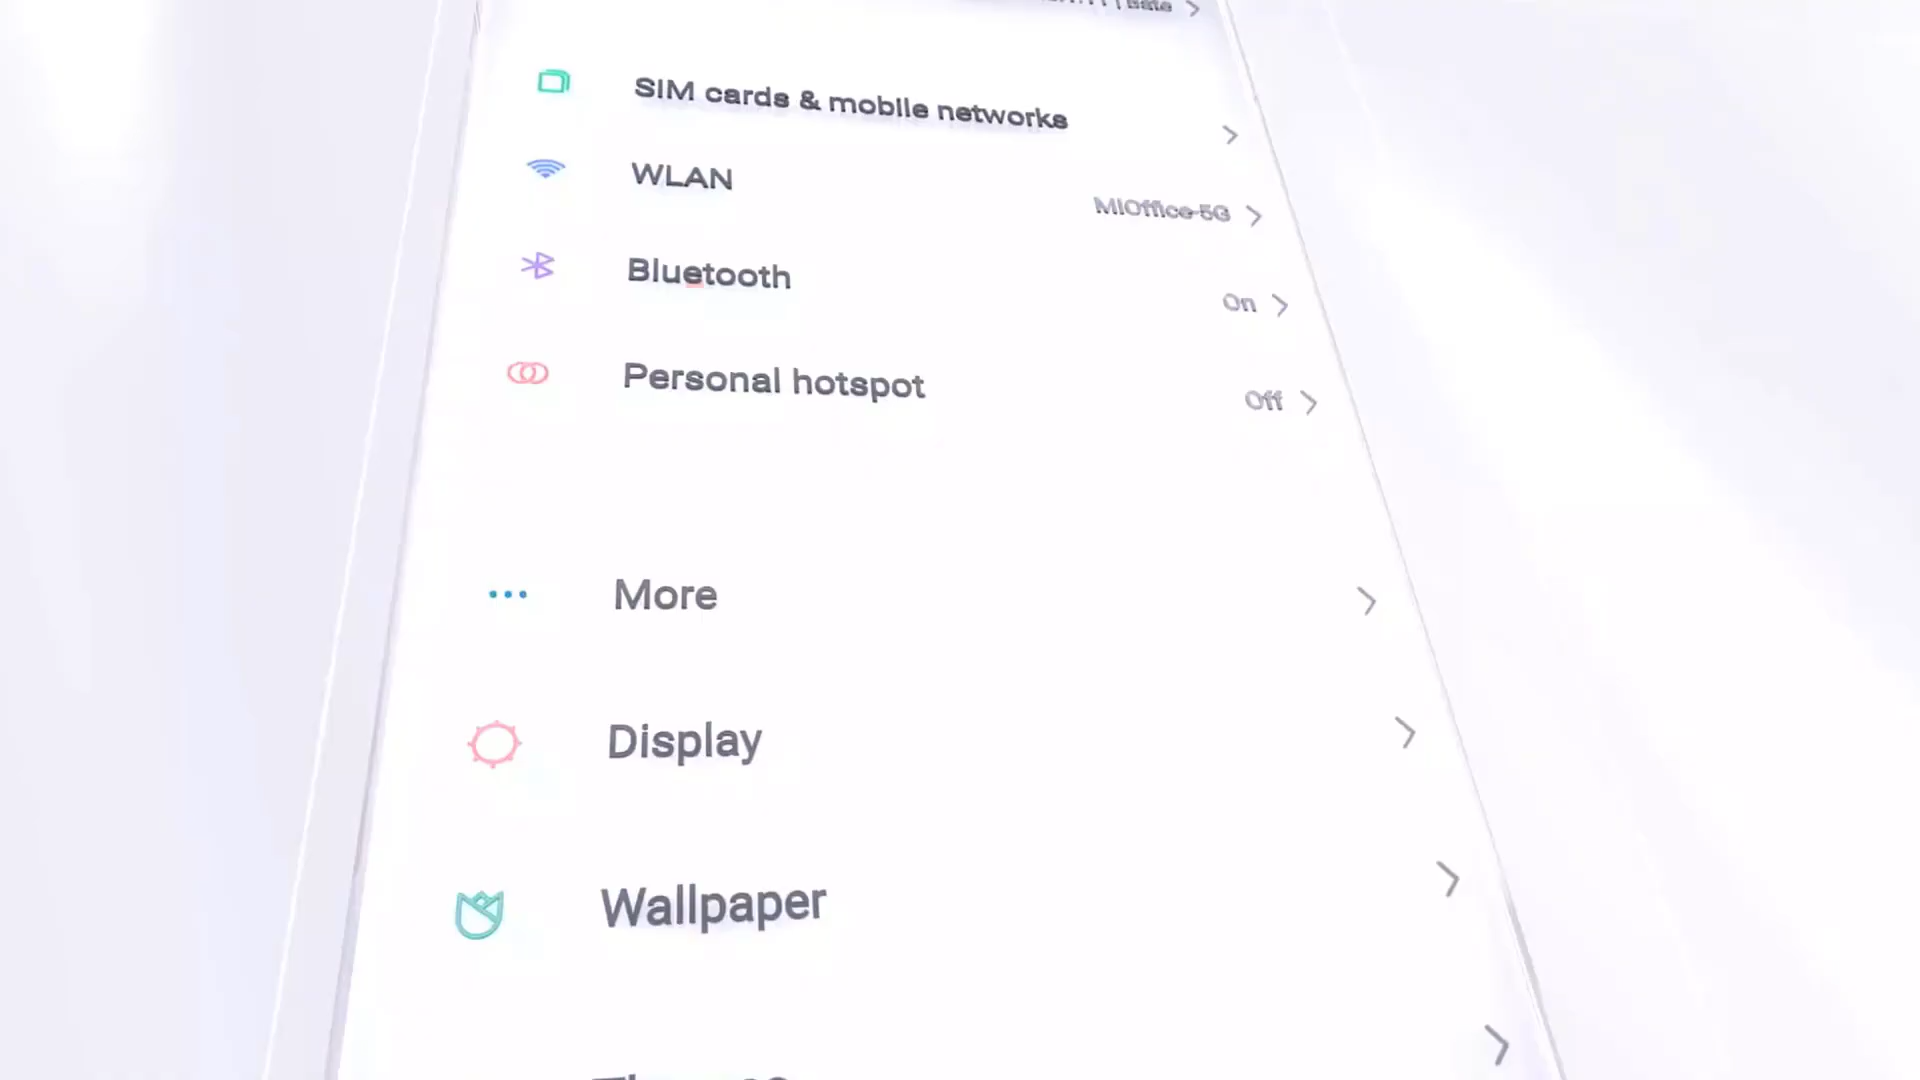 SIM cards & mobile networks
WLAN
MIOffice-5G
Bluetooth
On
Personal hotspot
Off
More
Display
Wallpaper